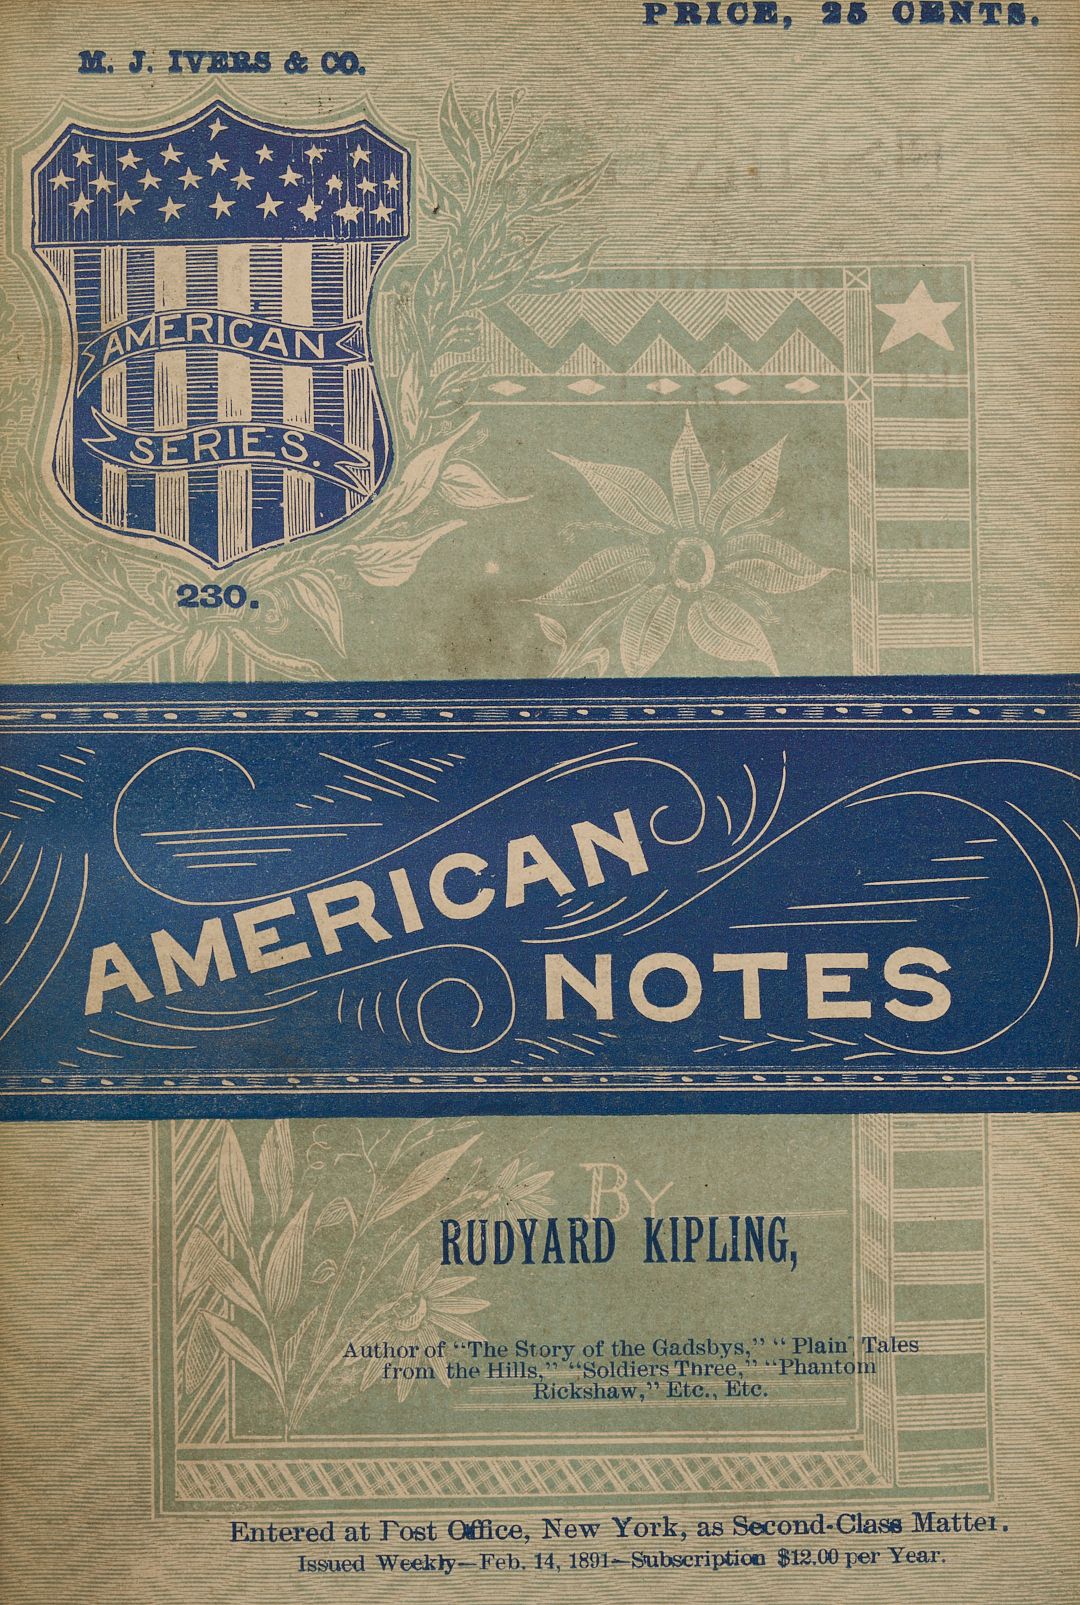 PRICE, 25 CENTS.
M. J. IVERS & CO.
AMERICAN
SERIES.
230.
AMERICAN
NOTES
BY
RUDYARD KIPLING,
Author of "The Story of the Gadsbys," "Plain Tales
from the Hills," "Soldiers Three," "Phantom
Rickshaw," Etc., Etc.
Entered at Post Office, New York, as Second-Class Matter.
Issued Weekly—Feb. 14, 1891—Subscription $12.00 per Year.